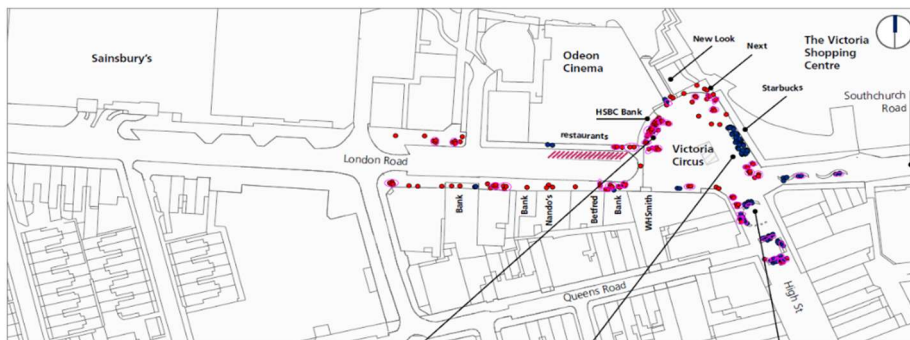 New Look
Next
The Victoria
Shopping
Centre
Sainsbury's
Odeon
Cinema
Starbucks
Southchurch
Road
HSBC Bank
restaurants
London Road
Victoria
Circus
Bank
Bank
Nando's
Betfred
Bank
WHSmith
Queens Road
High St